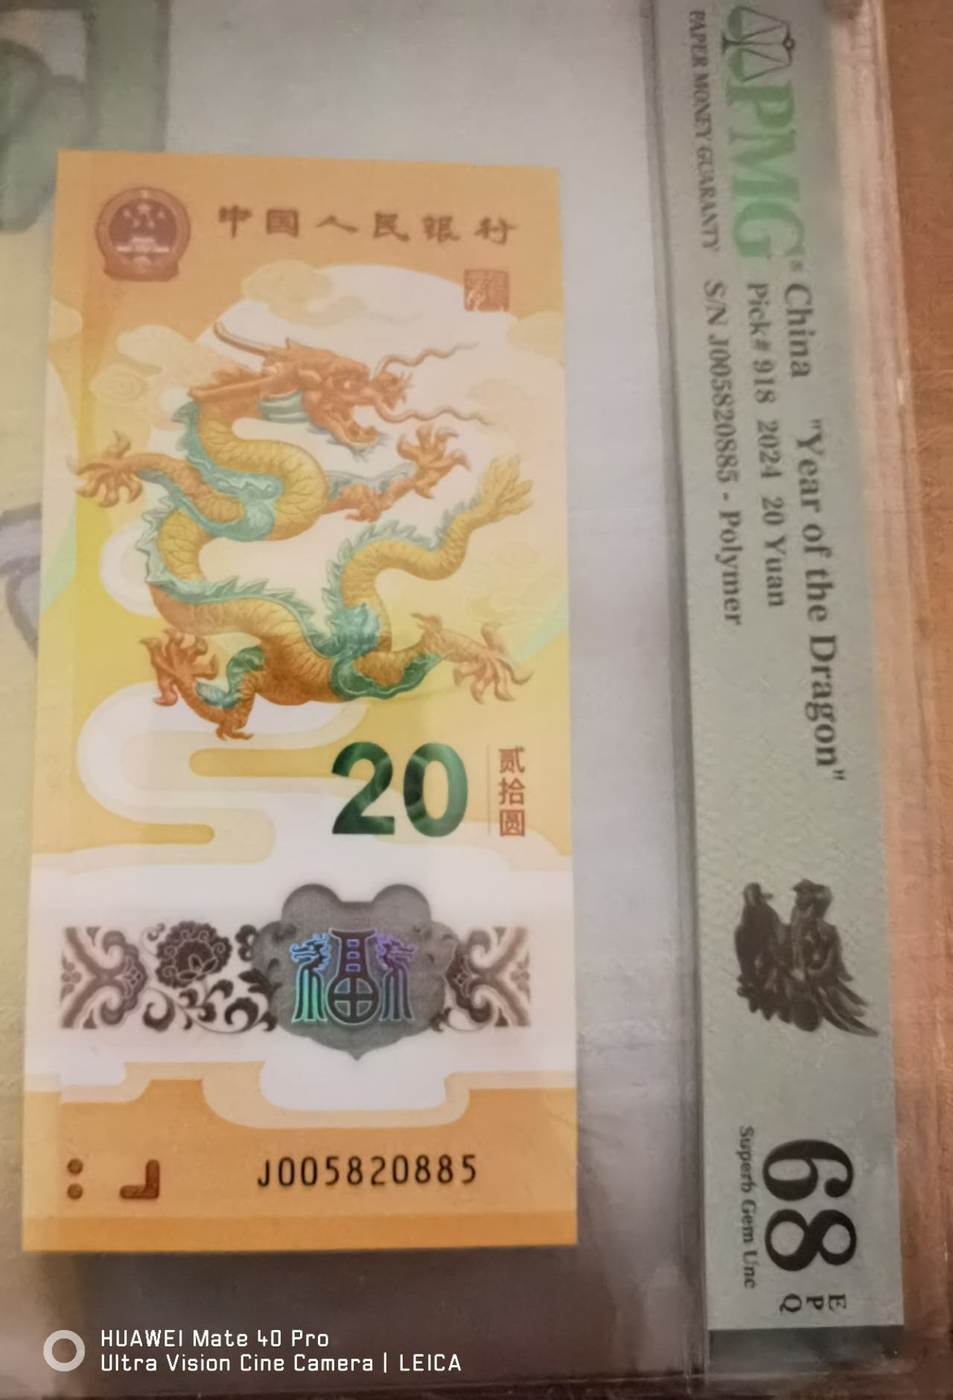 中国人民银行
20
贰拾圆
福
J005820885
PMG®
PAPER MONEY GUARANTY
China "Year of the Dragon"
Pick# 918 2024 20 Yuan
S/N J005820885 - Polymer
68
EPQ
Superb Gem Unc
HUAWEI Mate 40 Pro
Ultra Vision Cine Camera | LEICA